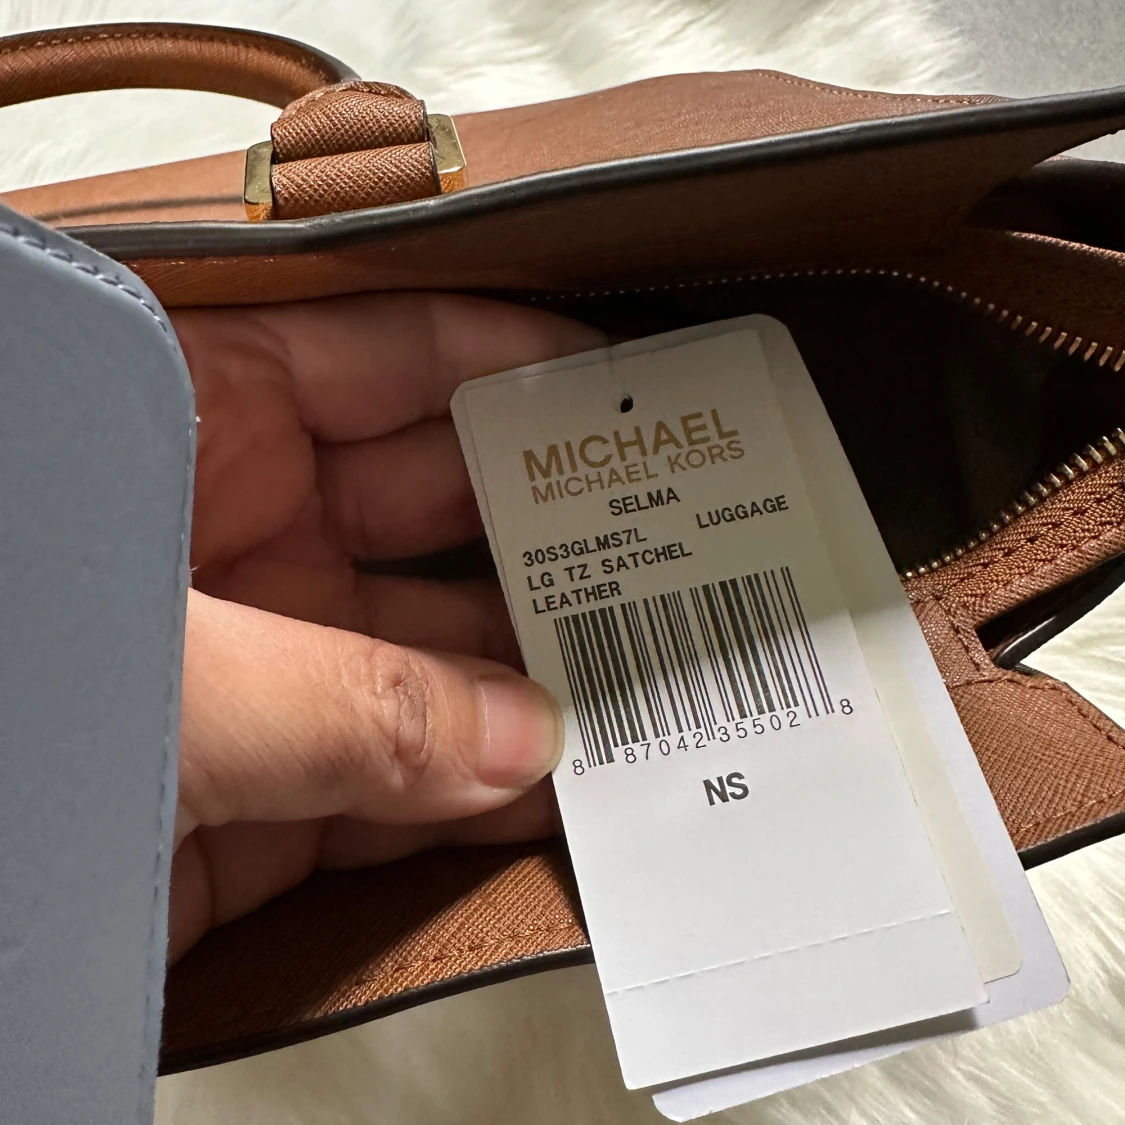 MICHAEL
MICHAEL KORS
SELMA
30S3GLMS7L LUGGAGE
LG TZ SATCHEL
LEATHER
8 87042 35502 8
NS